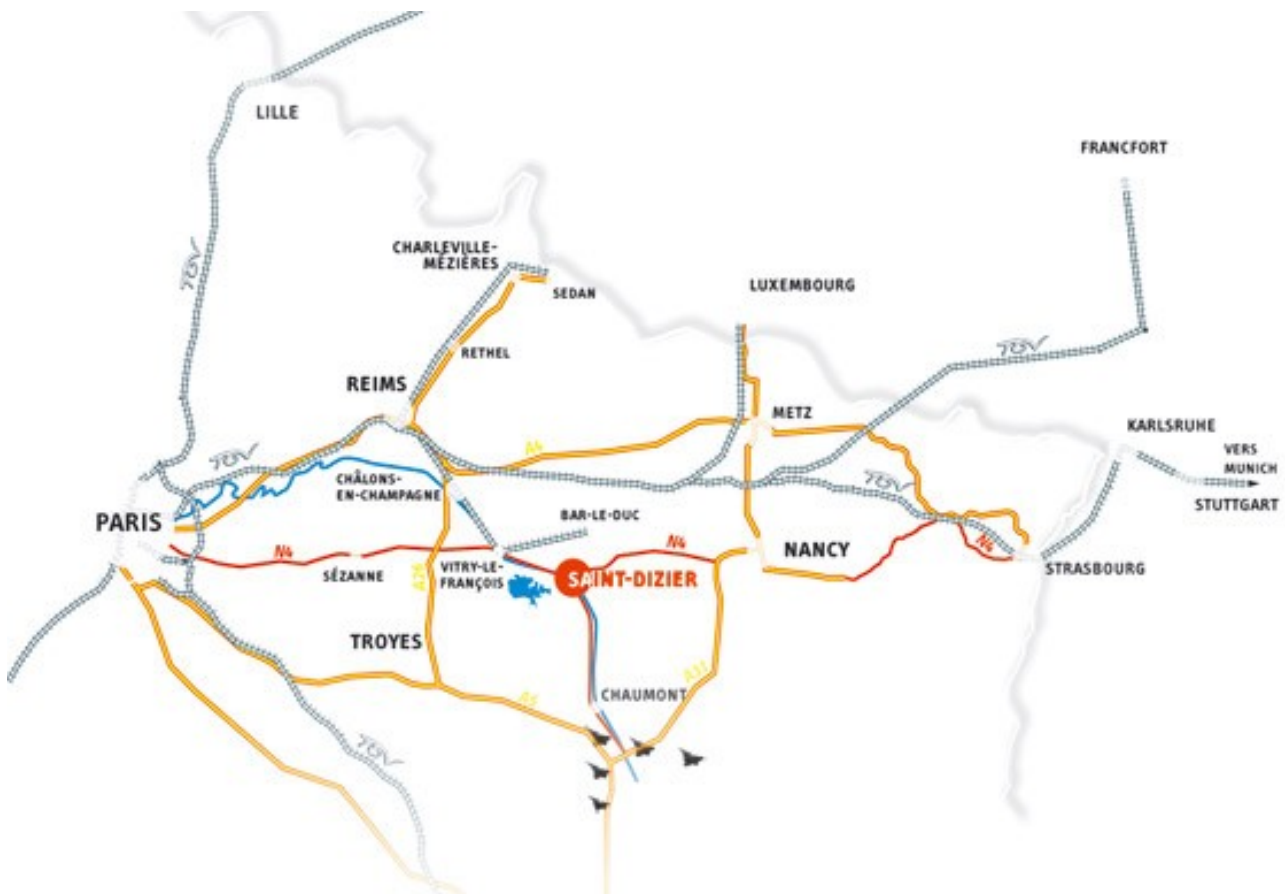 LILLE
FRANCFORT
CHARLEVILLE-
MÉZIÈRES
SEDAN
LUXEMBOURG
TGV
TGV
RETHEL
REIMS
METZ
KARLSRUHE
VERS
MUNICH
STUTTGART
A4
TGV
TGV
CHÂLONS-
EN-CHAMPAGNE
BAR-LE-DUC
PARIS
N4
N4
NANCY
N4
STRASBOURG
SÉZANNE
A26
VITRY-LE-
FRANÇOIS
SAINT-DIZIER
TROYES
A31
CHAUMONT
A5
TGV